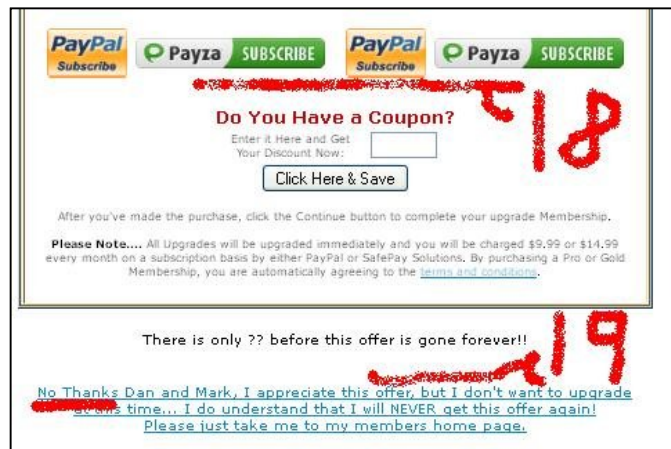 PayPal Subscribe Payza SUBSCRIBE PayPal Subscribe Payza SUBSCRIBE
18
Do You Have a Coupon?
Enter it Here and Get
Your Discount Now:
Click Here & Save
After you've made the purchase, click the Continue button to complete your upgrade Membership.
Please Note.... All Upgrades will be upgraded immediately and you will be charged $9.99 or $14.99
every month on a subscription basis by either PayPal or SafePay Solutions. By purchasing a Pro or Gold
Membership, you are automatically agreeing to the terms and conditions.
There is only ?? before this offer is gone forever!!
19
No Thanks Dan and Mark, I appreciate this offer, but I don't want to upgrade
at this time... I do understand that I will NEVER get this offer again!
Please just take me to my members home page.